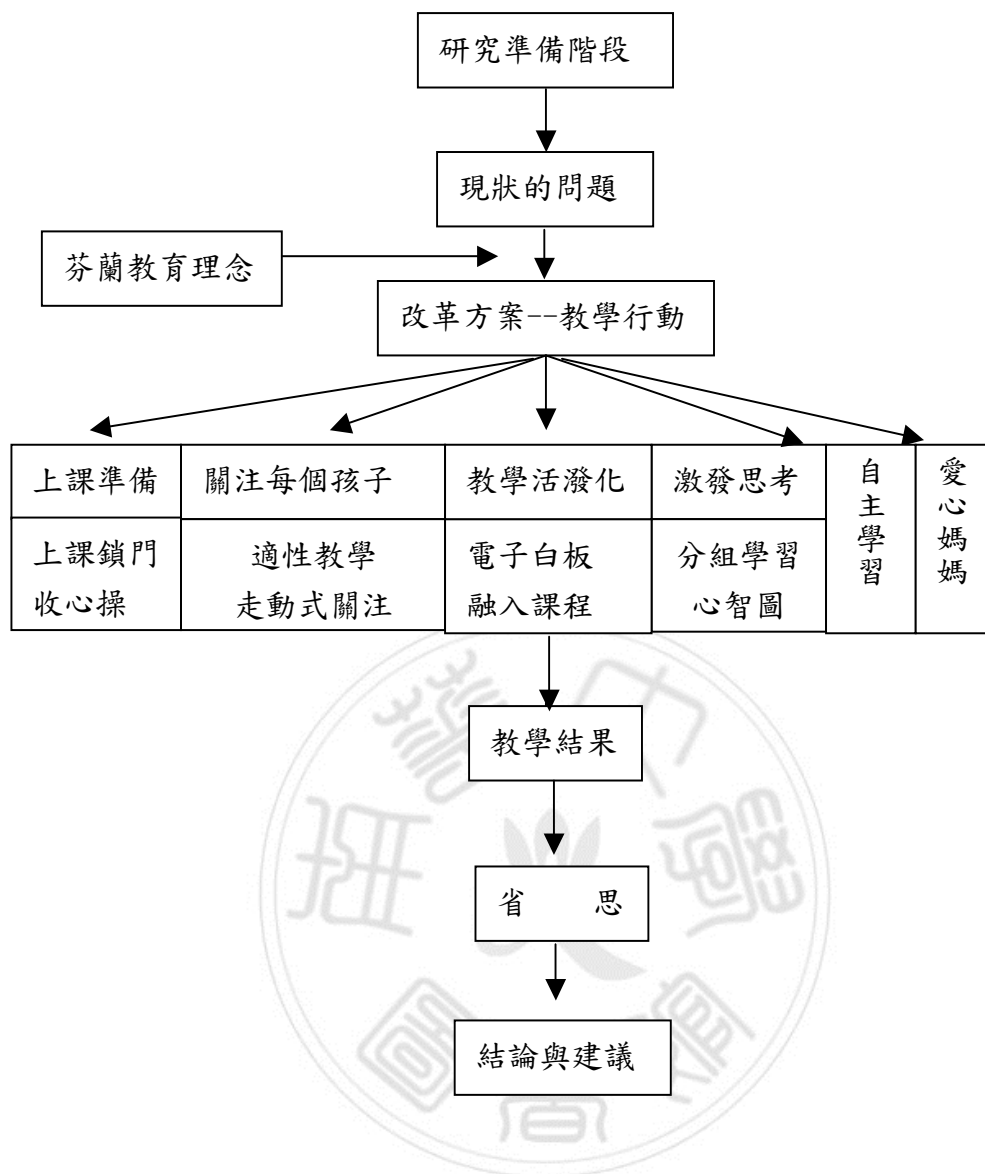 研究準備階段
現狀的問題
芬蘭教育理念
改革方案--教學行動
上課準備
關注每個孩子
教學活潑化
激發思考
自主學習
愛心媽媽
上課鎖門
收心操
適性教學
走動式關注
電子白板
融入課程
分組學習
心智圖
教學結果
省 思
結論與建議